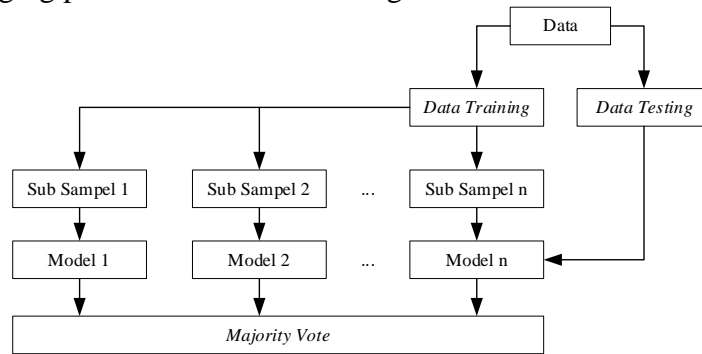 Data
Data Training
Data Testing
Sub Sampel 1
Sub Sampel 2
...
Sub Sampel n
Model 1
Model 2
...
Model n
Majority Vote